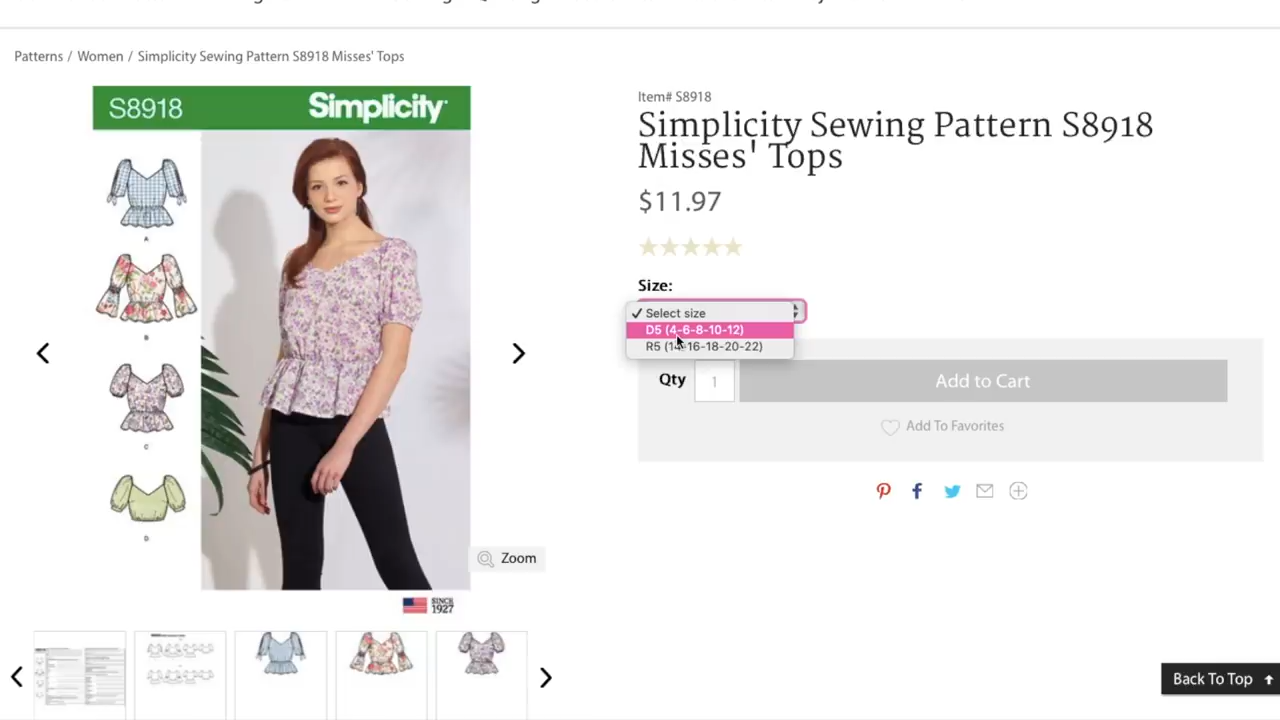 Patterns / Women / Simplicity Sewing Pattern S8918 Misses' Tops
S8918
Simplicity
A
B
C
D
Zoom
SINCE
1927
Item# S8918
Simplicity Sewing Pattern S8918
Misses' Tops
$11.97
Size:
✓ Select size
D5 (4-6-8-10-12)
R5 (14-16-18-20-22)
Qty
1
Add to Cart
Add To Favorites
Back To Top